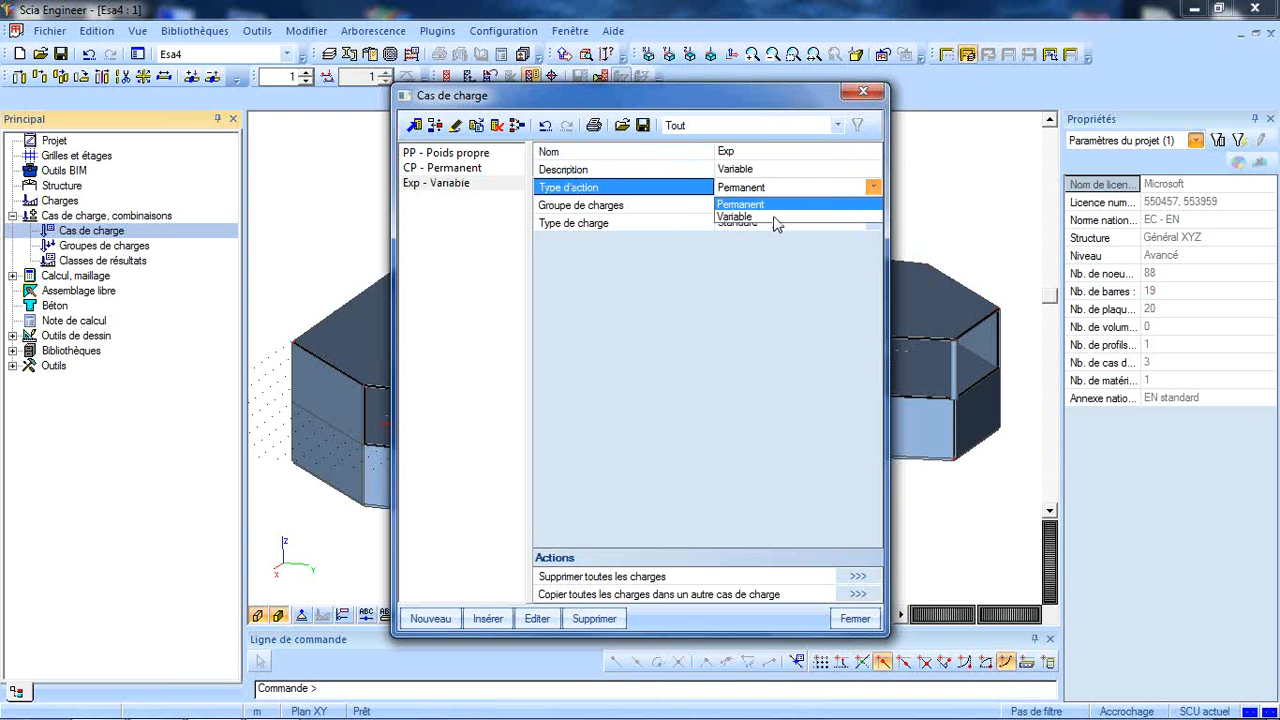 Scia Engineer - [Esa4 : 1]
Fichier Edition Vue Bibliothèques Outils Modifier Arborescence Plugins Configuration Fenêtre Aide
Esa4
1 1
Principal
Projet
Grilles et étages
Outils BIM
Structure
Charges
Cas de charge, combinaisons
Cas de charge
Groupes de charges
Classes de résultats
Calcul, maillage
Assemblage libre
Béton
Note de calcul
Outils de dessin
Bibliothèques
Outils
Cas de charge
Tout
PP - Poids propre
CP - Permanent
Exp - Variable
Nom Exp
Description Variable
Type d'action Permanent
Permanent
Variable
Groupe de charges
Type de charge Standard
Actions
Supprimer toutes les charges >>>
Copier toutes les charges dans un autre cas de charge >>>
Nouveau Insérer Editer Supprimer Fermer
Propriétés
Paramètres du projet (1)
Nom de licen... Microsoft
Licence num... 550457, 553959
Nome nation... EC - EN
Structure Général XYZ
Niveau Avancé
Nb. de noeu... 88
Nb. de barres : 19
Nb. de plaqu... 20
Nb. de volum... 0
Nb. de profils... 1
Nb. de cas d... 3
Nb. de matéri... 1
Annexe natio... EN standard
z
Y
X
ABC
Ligne de commande
Commande >
m Plan XY Prêt Pas de filtre Accrochage SCU actuel